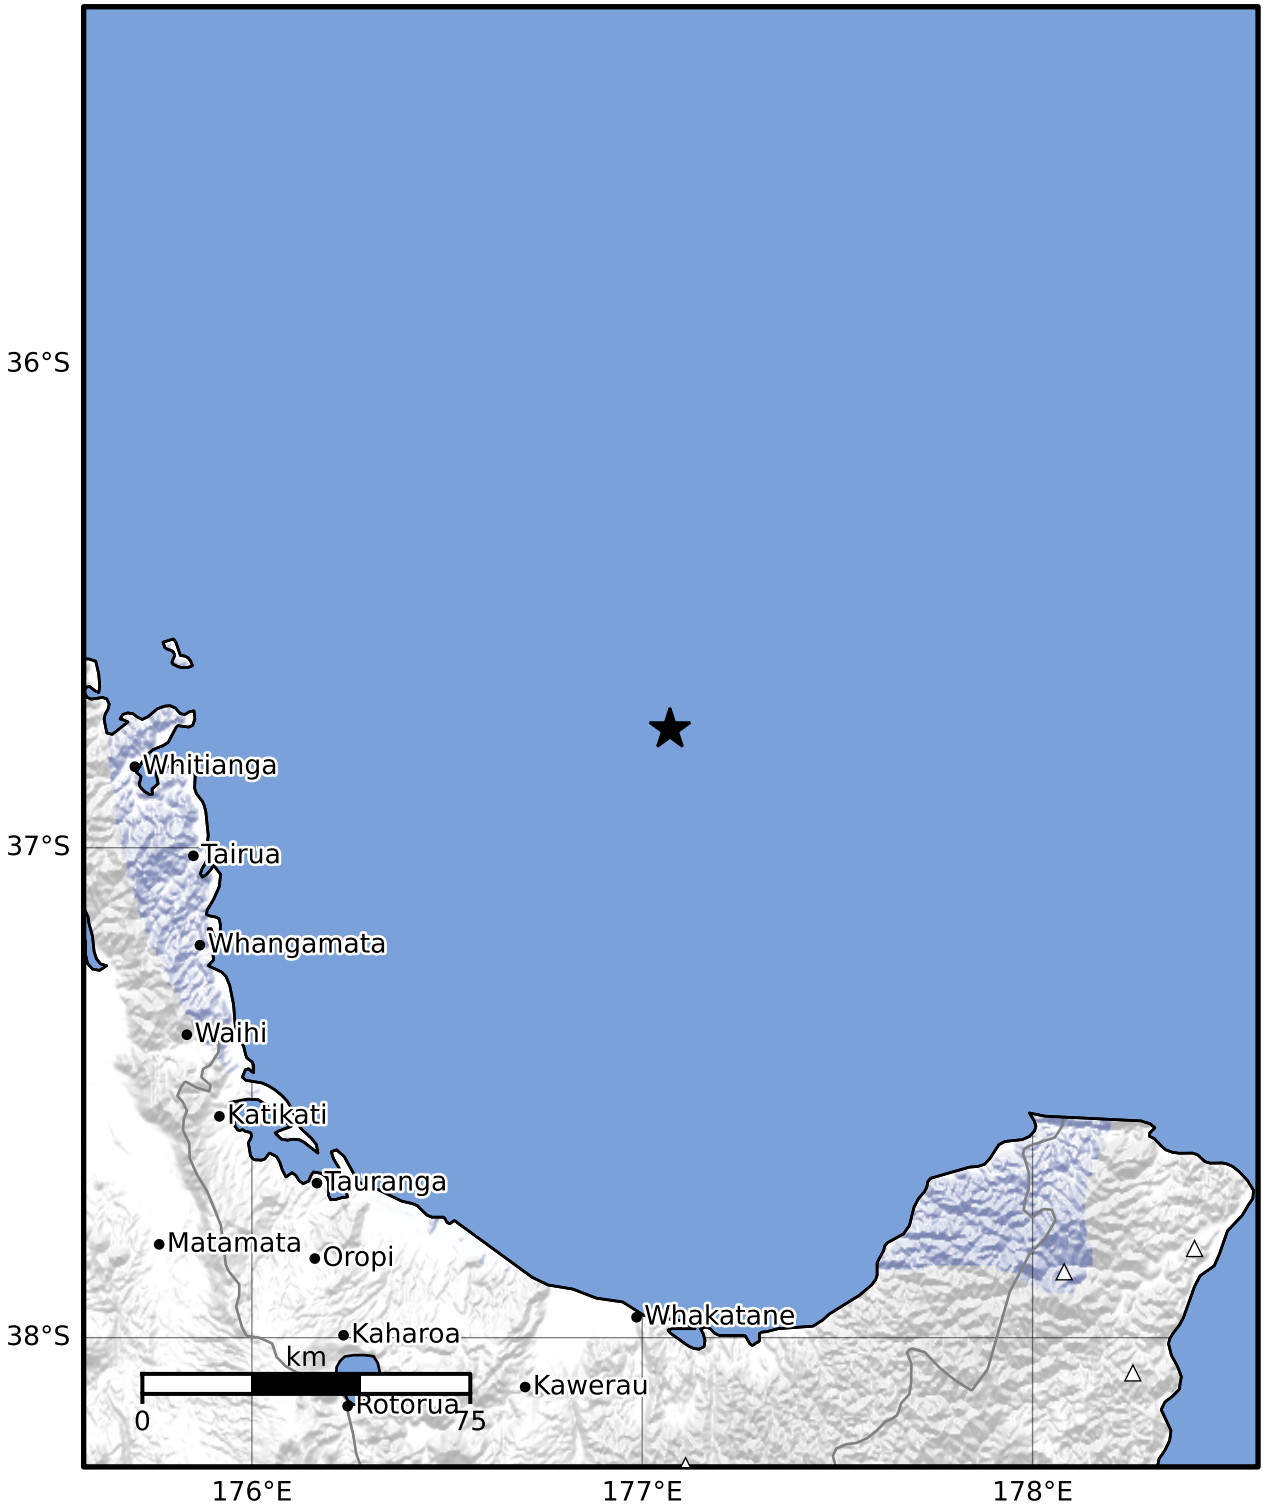 36°S
Whitianga
37°S
Tairua
Whangamata
Waihi
Katikati
Tauranga
Matamata
Oropi
Whakatane
38°S
Kaharoa
km
Kawerau
Rotorua
0
75
176°E
177°E
178°E